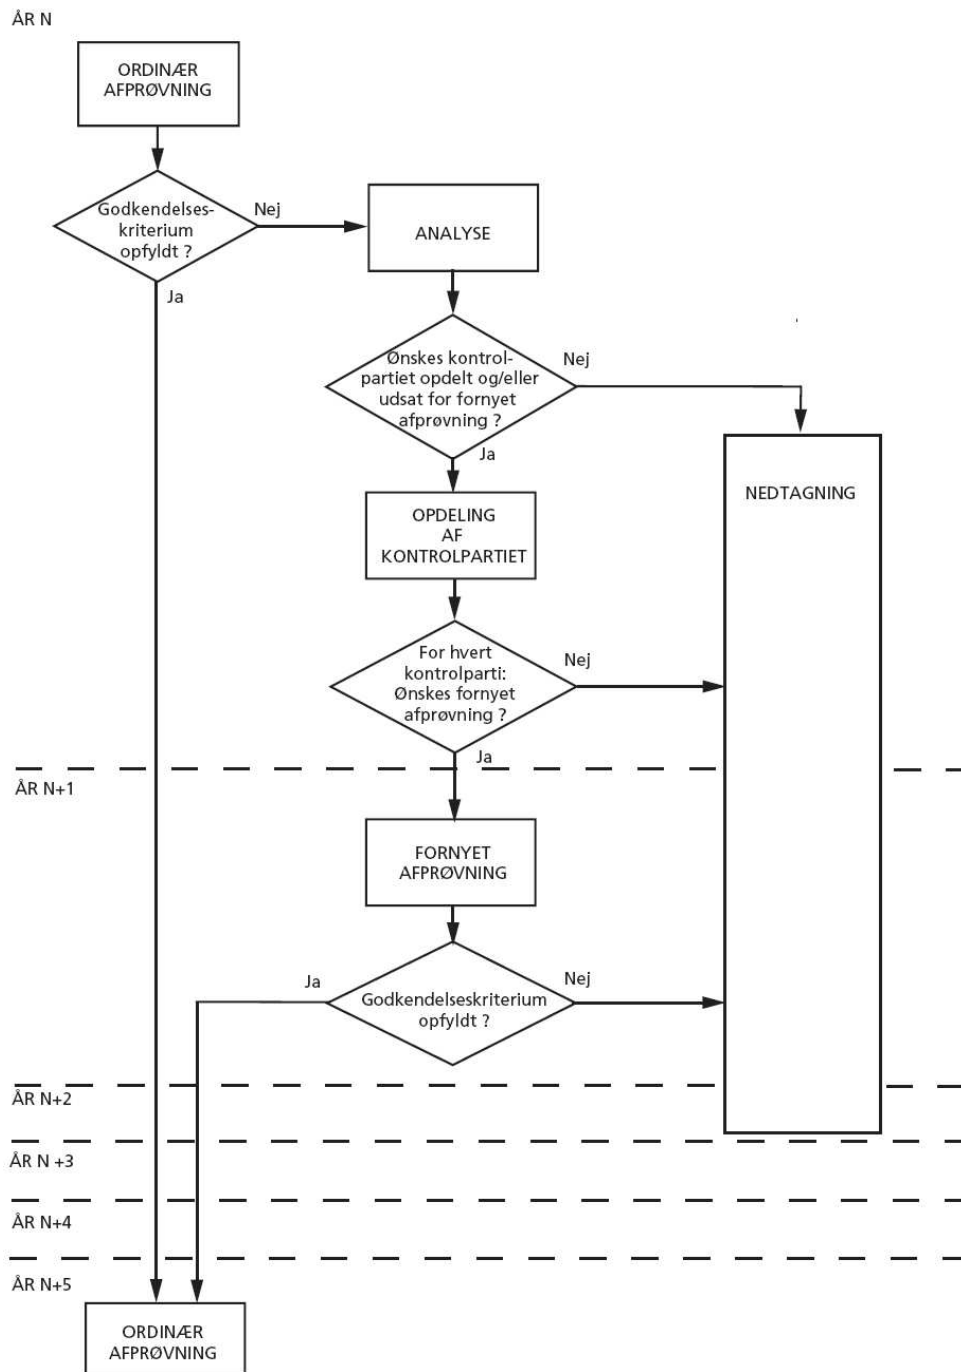 ÅR N
ORDINÆR
AFPRØVNING
Godkendelses-
kriterium
opfyldt ?
Nej
Ja
ANALYSE
Ønskes kontrol-
partiet opdelt og/eller
udsat for fornyet
afprøvning ?
Nej
Ja
NEDTAGNING
OPDELING
AF
KONTROLPARTIET
For hvert
kontrolparti:
Ønskes fornyet
afprøvning ?
Nej
Ja
ÅR N+1
FORNYET
AFPRØVNING
Ja
Godkendelseskriterium
opfyldt ?
Nej
ÅR N+2
ÅR N +3
ÅR N+4
ÅR N+5
ORDINÆR
AFPRØVNING